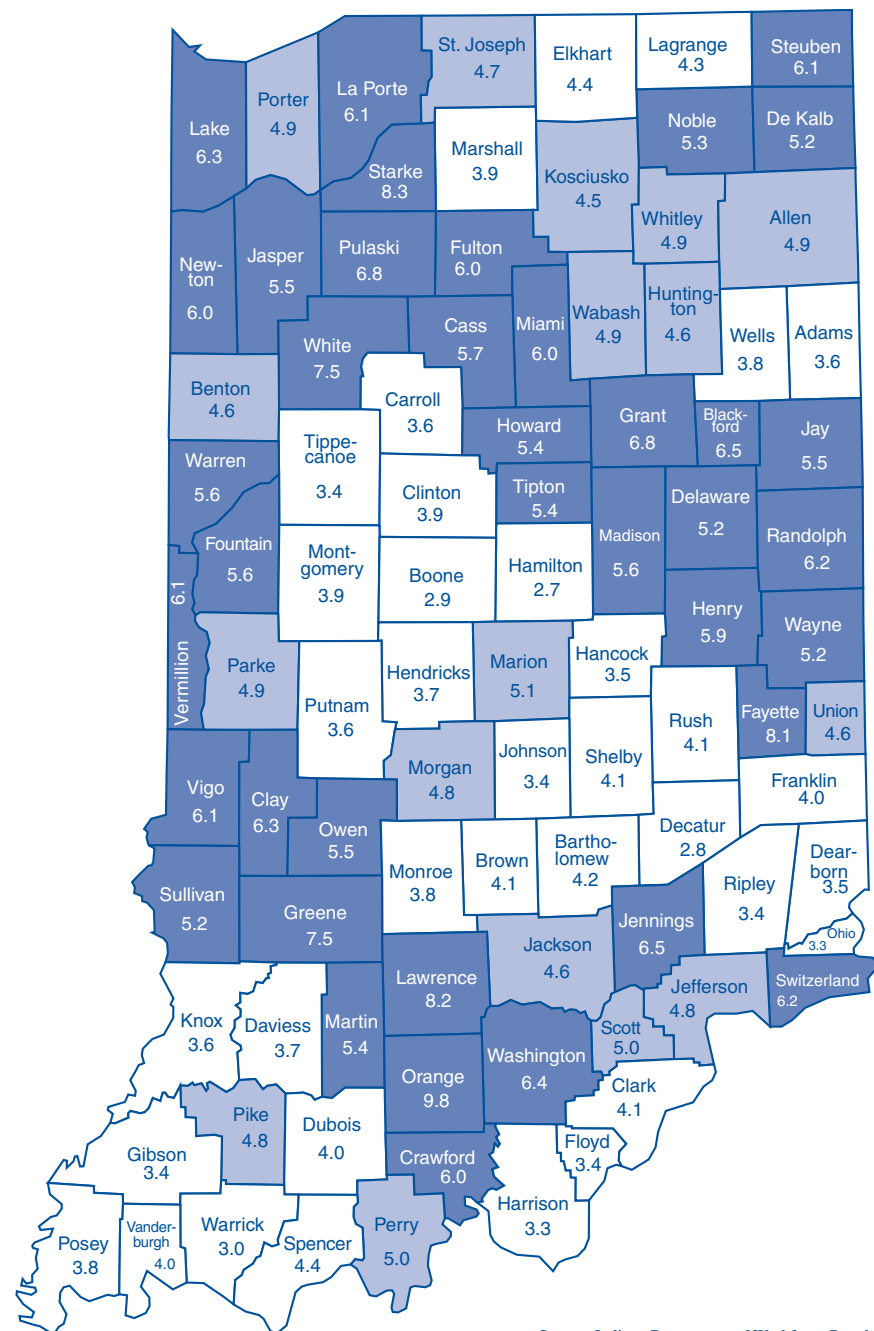 St. Joseph
4.7
Elkhart
4.4
Lagrange
4.3
Steuben
6.1
La Porte
6.1
Porter
4.9
Lake
6.3
Noble
5.3
De Kalb
5.2
Marshall
3.9
Starke
8.3
Kosciusko
4.5
Whitley
4.9
Allen
4.9
New-
ton
6.0
Jasper
5.5
Pulaski
6.8
Fulton
6.0
Wabash
4.9
Hunting-
ton
4.6
Wells
3.8
Adams
3.6
White
7.5
Cass
5.7
Miami
6.0
Benton
4.6
Carroll
3.6
Howard
5.4
Grant
6.8
Black-
ford
6.5
Jay
5.5
Warren
5.6
Tippe-
canoe
3.4
Clinton
3.9
Tipton
5.4
Delaware
5.2
Randolph
6.2
Fountain
5.6
Madison
5.6
Mont-
gomery
3.9
Boone
2.9
Hamilton
2.7
Vermillion 6.1
Henry
5.9
Wayne
5.2
Parke
4.9
Hendricks
3.7
Marion
5.1
Hancock
3.5
Putnam
3.6
Rush
4.1
Fayette
8.1
Union
4.6
Morgan
4.8
Johnson
3.4
Shelby
4.1
Franklin
4.0
Vigo
6.1
Clay
6.3
Owen
5.5
Decatur
2.8
Monroe
3.8
Brown
4.1
Bartho-
lomew
4.2
Dear-
born
3.5
Ripley
3.4
Sullivan
5.2
Greene
7.5
Jennings
6.5
Ohio
3.3
Jackson
4.6
Lawrence
8.2
Jefferson
4.8
Switzerland
6.2
Knox
3.6
Daviess
3.7
Martin
5.4
Scott
5.0
Washington
6.4
Orange
9.8
Clark
4.1
Pike
4.8
Dubois
4.0
Gibson
3.4
Floyd
3.4
Crawford
6.0
Harrison
3.3
Posey
3.8
Vander-
burgh
4.0
Warrick
3.0
Spencer
4.4
Perry
5.0